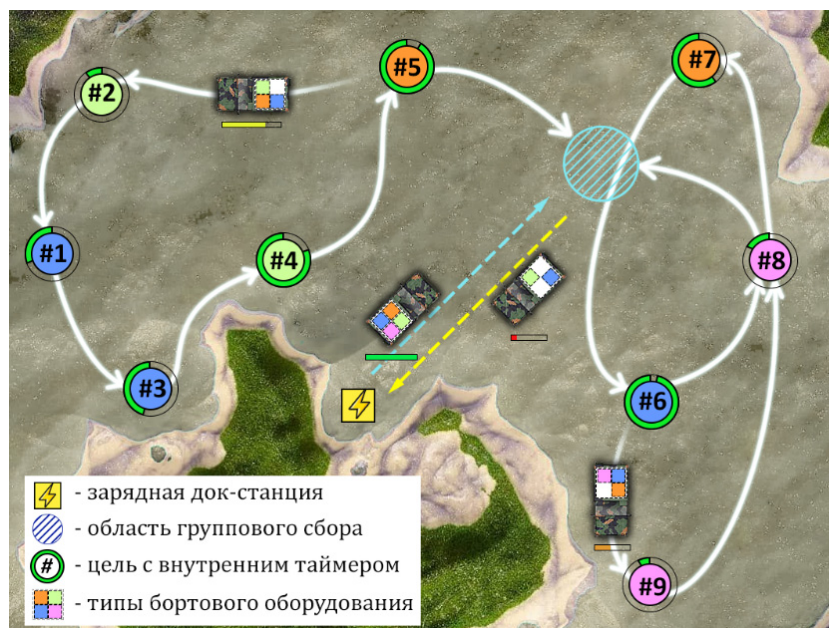 #5
#7
#2
#1
#4
#8
#3
#6
- зарядная док-станция
- область группового сбора
# - цель с внутренним таймером
- типы бортового оборудования
#9